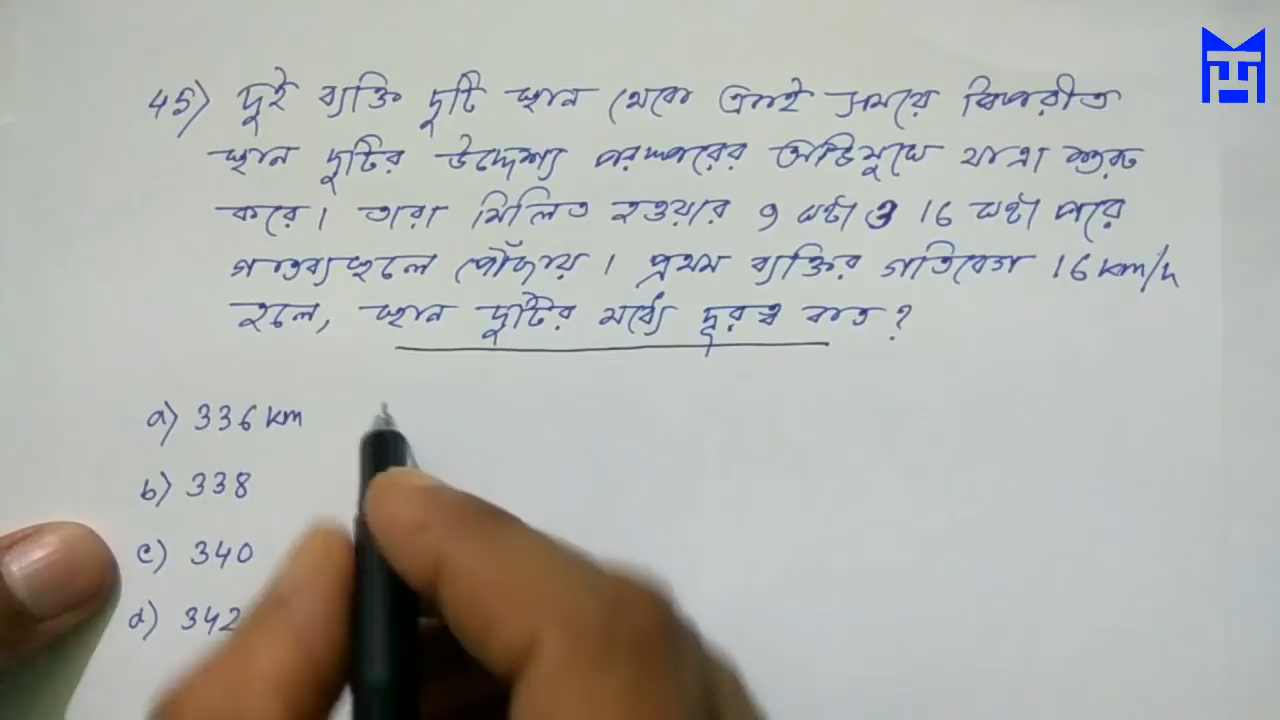 45) দুই ব্যক্তি দুটি স্থান থেকে একই সময়ে বিপরীত
স্থান দুটির উদ্দেশ্য পরস্পরের অভিমুখে যাত্রা শুরু
করে। তারা মিলিত হওয়ার 9 ঘন্টা ও 16 ঘন্টা পরে
গন্তব্যস্থলে পৌঁছায়। প্রথম ব্যক্তির গতিবেগ 16 km/h
হলে, স্থান দুটির মধ্যে দূরত্ব কত?
a) 336 km
b) 338
c) 340
d) 342